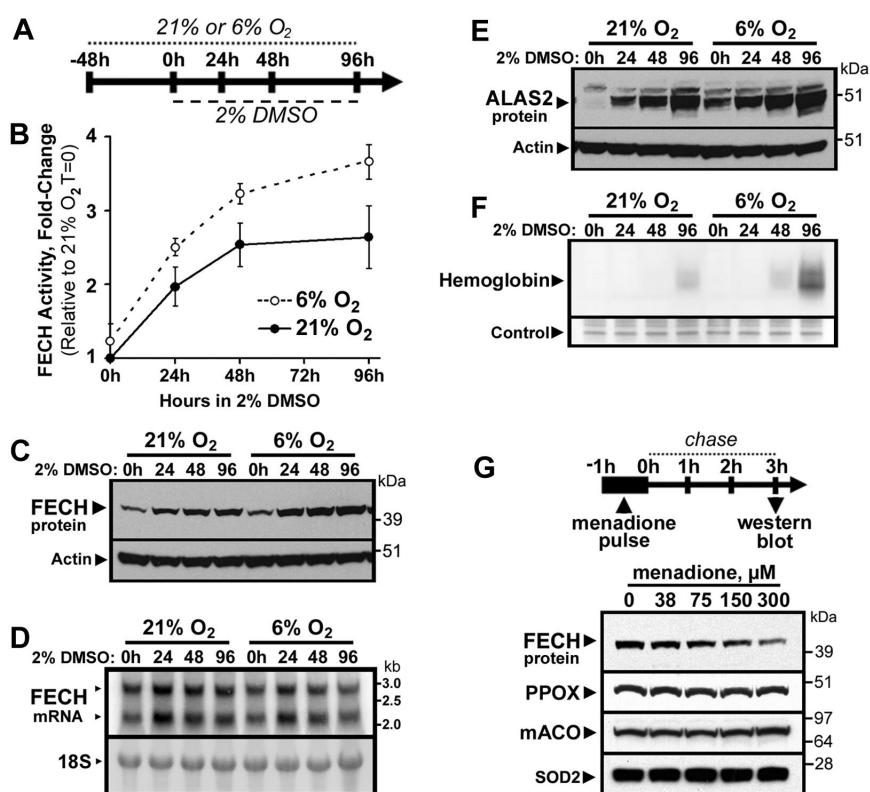 A
21% or 6% O2
-48h 0h 24h 48h 96h
2% DMSO
B
FECH Activity, Fold-Change
(Relative to 21% O2 T=0)
4
3
2
1
6% O2
21% O2
0h 24h 48h 72h 96h
Hours in 2% DMSO
C
21% O2 6% O2
2% DMSO: 0h 24 48 96 0h 24 48 96
kDa
FECH
protein
39
51
Actin
D
21% O2 6% O2
2% DMSO: 0h 24 48 96 0h 24 48 96
kb
FECH
mRNA
3.0
2.5
2.0
18S
E
21% O2 6% O2
2% DMSO: 0h 24 48 96 0h 24 48 96
kDa
ALAS2
protein
51
51
Actin
F
21% O2 6% O2
2% DMSO: 0h 24 48 96 0h 24 48 96
Hemoglobin
Control
G
chase
-1h 0h 1h 2h 3h
menadione
pulse
western
blot
menadione, µM
0 38 75 150 300
kDa
FECH
protein
39
51
PPOX
97
mACO
64
28
SOD2